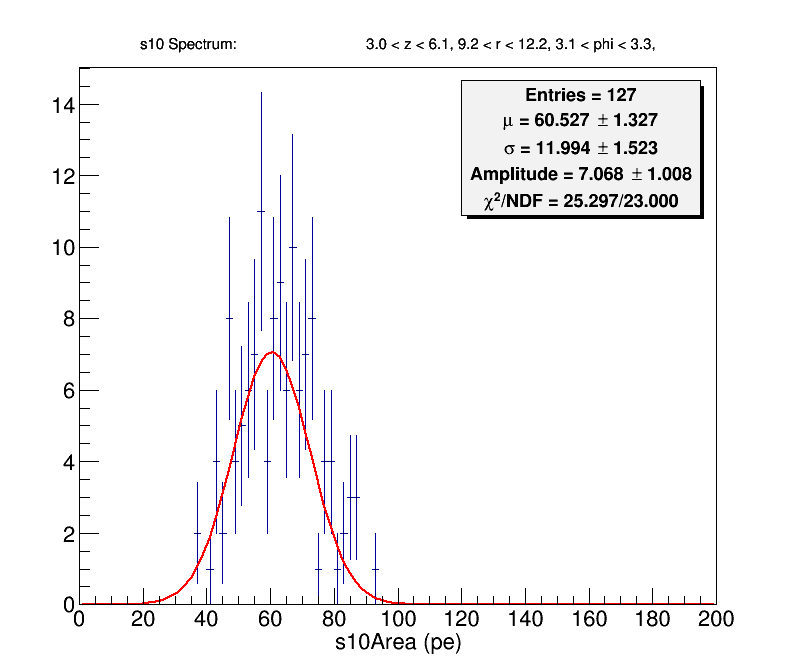 s10 Spectrum: 3.0 < z < 6.1, 9.2 < r < 12.2, 3.1 < phi < 3.3,
Entries = 127
μ = 60.527 ± 1.327
σ = 11.994 ± 1.523
Amplitude = 7.068 ± 1.008
χ²/NDF = 25.297/23.000
14
12
10
8
6
4
2
0
0 20 40 60 80 100 120 140 160 180 200
s10Area (pe)